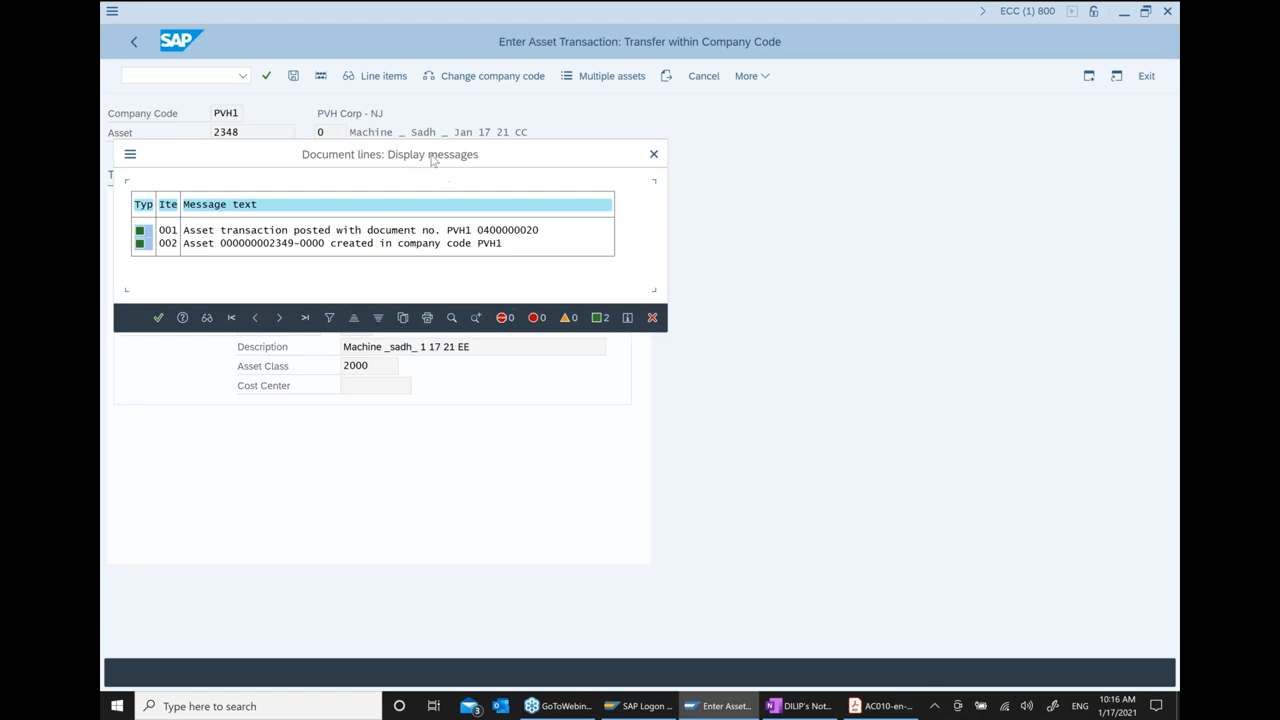 ECC (1) 800
SAP
Enter Asset Transaction: Transfer within Company Code
Line items
Change company code
Multiple assets
Cancel
More
Exit
Company Code PVH1 PVH Corp - NJ
Asset 2348 0 Machine _ Sadh _ Jan 17 21 CC
Document lines: Display messages
T
Typ Ite Message text
001 Asset transaction posted with document no. PVH1 0400000020
002 Asset 000000002349-0000 created in company code PVH1
0 0 0 2
Description Machine _sadh_ 1 17 21 EE
Asset Class 2000
Cost Center
Type here to search
3
GoToWebin...
SAP Logon ...
Enter Asset...
DILIP's Not...
AC010-en-...
10:16 AM
1/17/2021